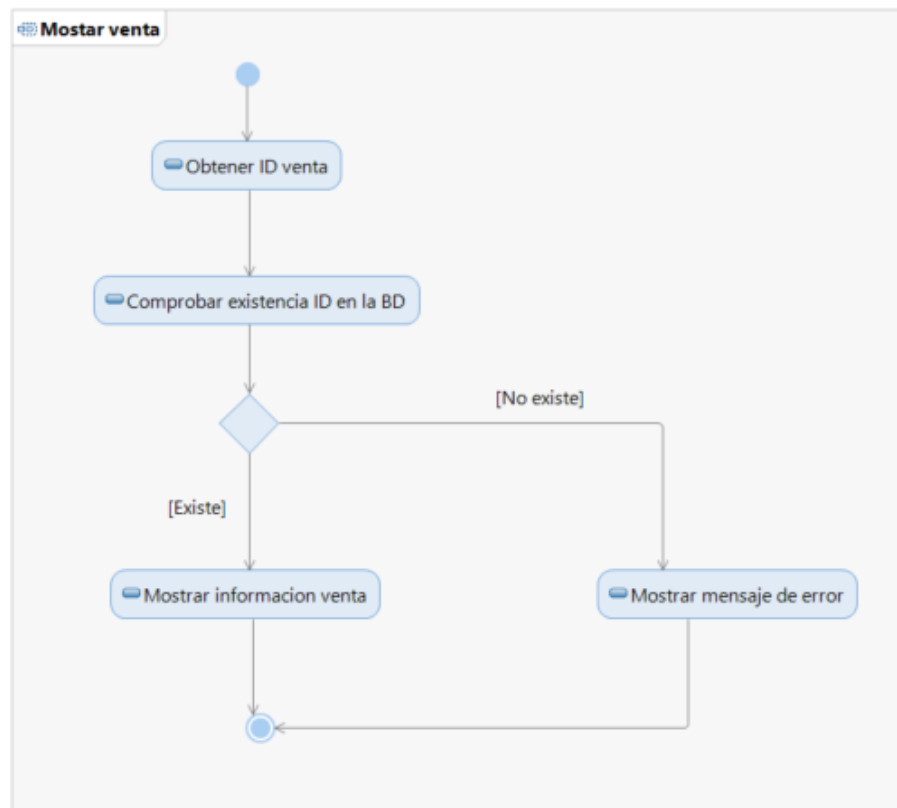 Mostar venta
Obtener ID venta
Comprobar existencia ID en la BD
[No existe]
[Existe]
Mostrar informacion venta
Mostrar mensaje de error